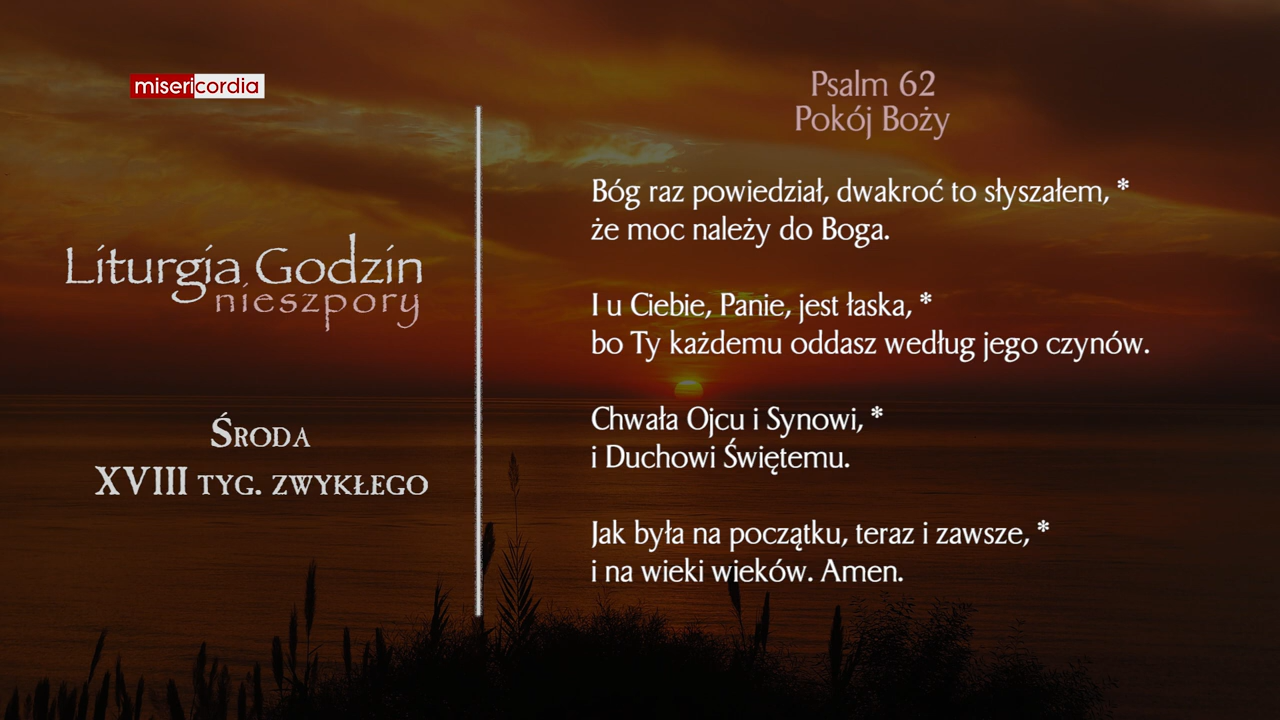 misericordia
Liturgia Godzin
nieszpory
Środa
XVIII tyg. zwykłego
Psalm 62
Pokój Boży
Bóg raz powiedział, dwakroć to słyszałem, *
że moc należy do Boga.
I u Ciebie, Panie, jest łaska, *
bo Ty każdemu oddasz według jego czynów.
Chwała Ojcu i Synowi, *
i Duchowi Świętemu.
Jak była na początku, teraz i zawsze, *
i na wieki wieków. Amen.